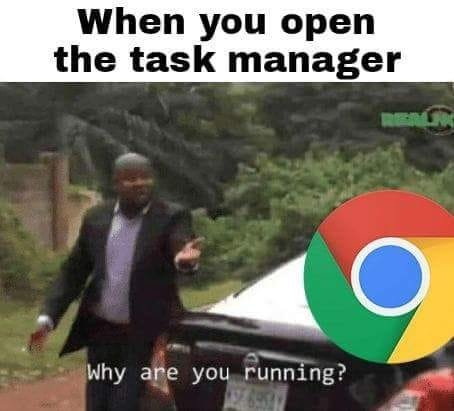 When you open
the task manager
Why are you running?